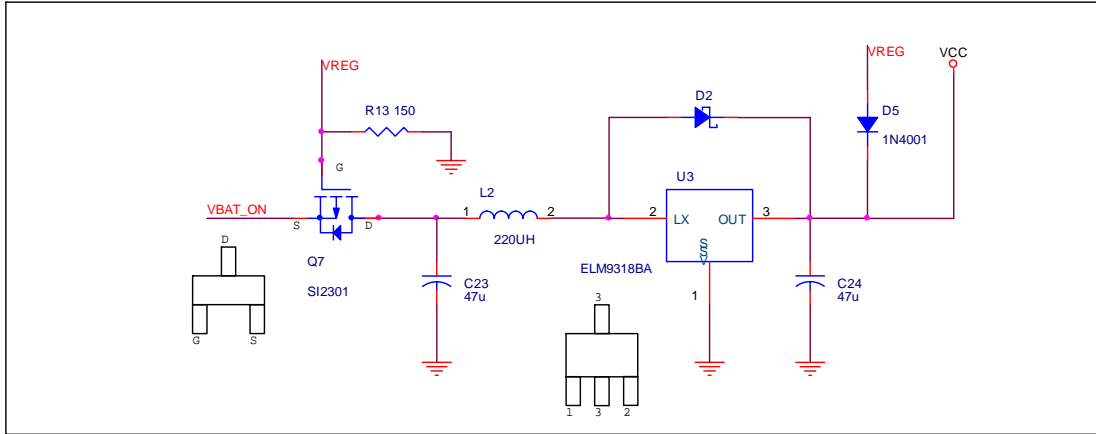 VREG
VREG
VCC
R13 150
D2
D5
1N4001
G
U3
L2
VBAT_ON
S
D
1
2
2
LX
OUT
3
VSS
220UH
D
Q7
SI2301
ELM9318BA
C23
47u
1
C24
47u
3
G
S
1
3
2